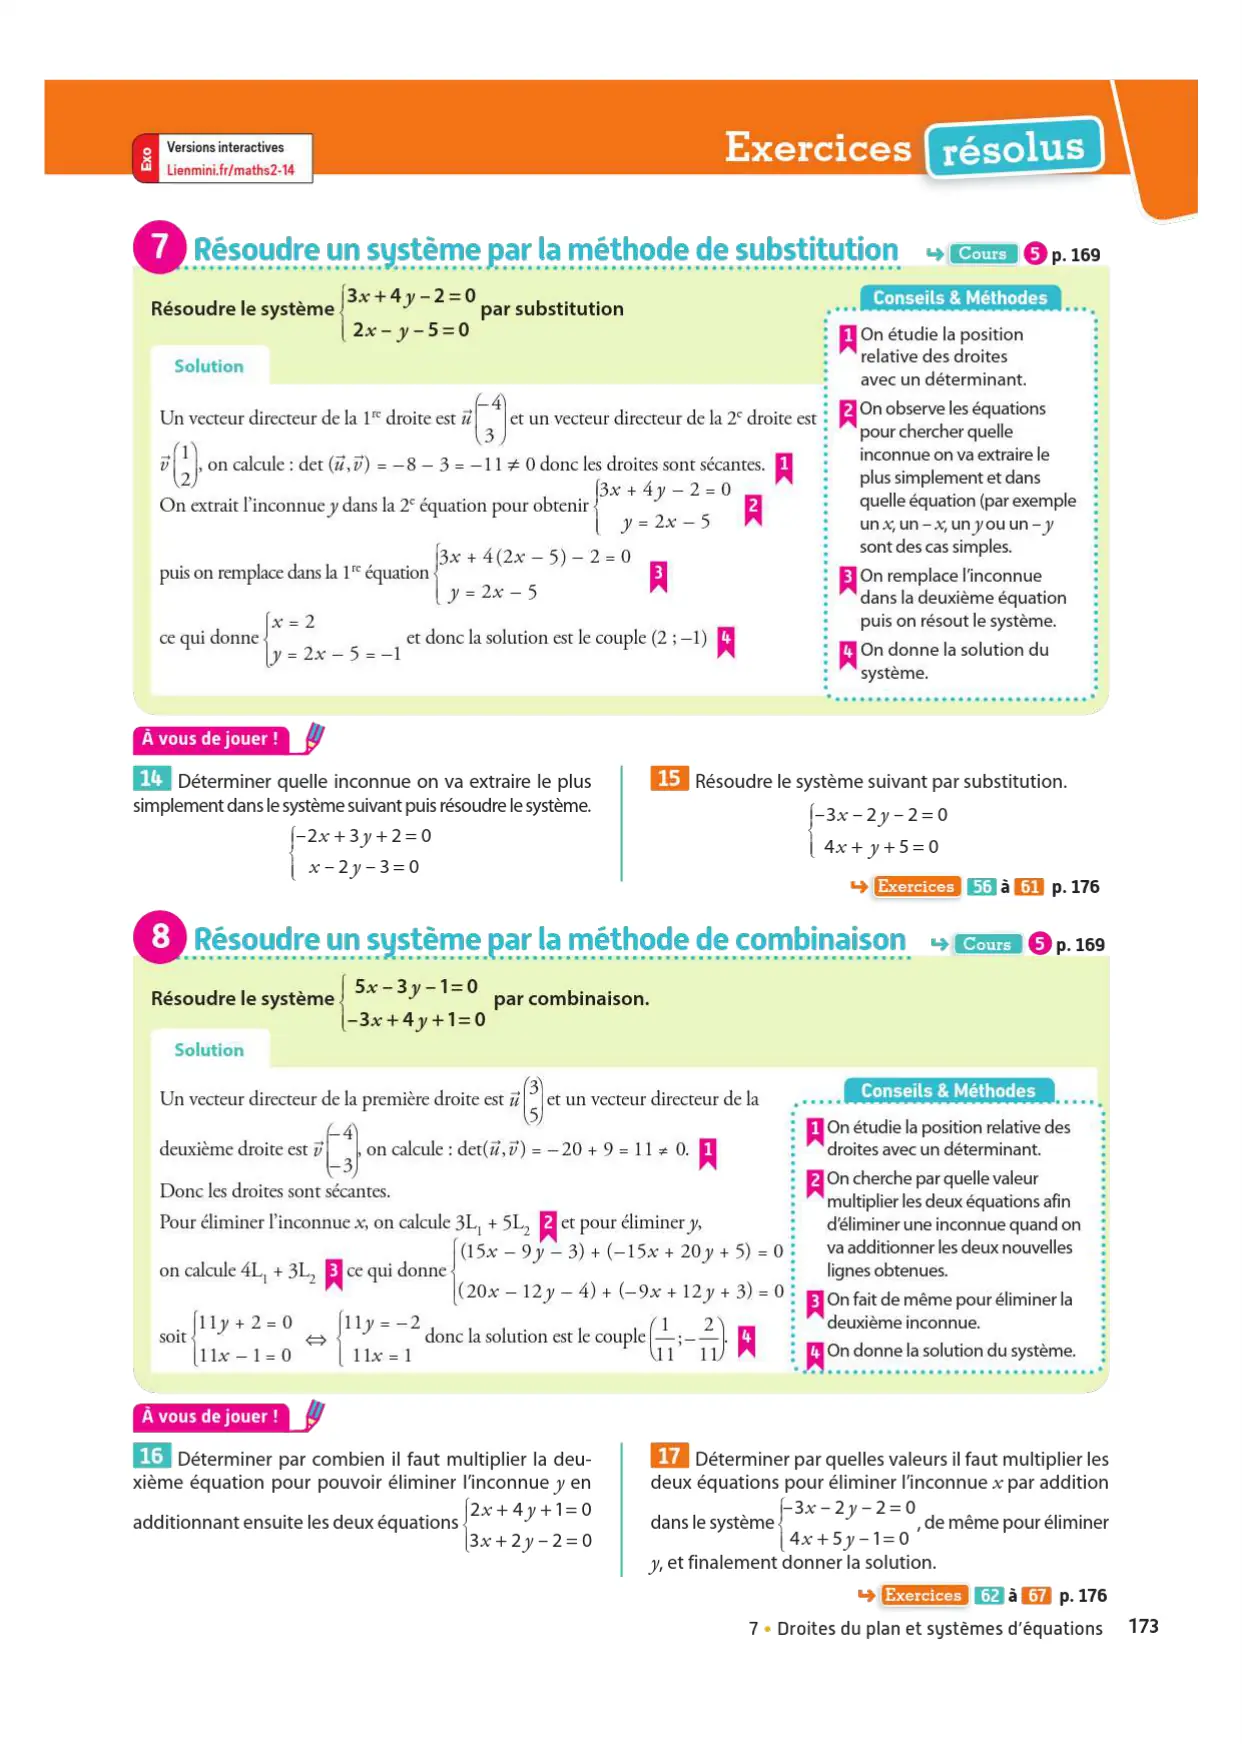 Exo
Versions interactives
Lienmini.fr/maths2-14
Exercices résolus
7 Résoudre un système par la méthode de substitution
↪ Cours 5 p. 169
Résoudre le système {3x + 4y – 2 = 0
2x – y – 5 = 0 par substitution
Solution
Un vecteur directeur de la 1re droite est u⃗ (–4
3) et un vecteur directeur de la 2e droite est
v⃗ (1
2), on calcule : det (u⃗, v⃗) = –8 – 3 = –11 ≠ 0 donc les droites sont sécantes. 1
On extrait l’inconnue y dans la 2e équation pour obtenir {3x + 4y – 2 = 0
y = 2x – 5 2
puis on remplace dans la 1re équation {3x + 4(2x – 5) – 2 = 0
y = 2x – 5 3
ce qui donne {x = 2
y = 2x – 5 = –1 et donc la solution est le couple (2 ; –1) 4
Conseils & Méthodes
1 On étudie la position
relative des droites
avec un déterminant.
2 On observe les équations
pour chercher quelle
inconnue on va extraire le
plus simplement et dans
quelle équation (par exemple
un x, un – x, un y ou un – y
sont des cas simples.
3 On remplace l’inconnue
dans la deuxième équation
puis on résout le système.
4 On donne la solution du
système.
À vous de jouer !
14 Déterminer quelle inconnue on va extraire le plus
simplement dans le système suivant puis résoudre le système.
{–2x + 3y + 2 = 0
x – 2y – 3 = 0
15 Résoudre le système suivant par substitution.
{–3x – 2y – 2 = 0
4x + y + 5 = 0
↪ Exercices 56 à 61 p. 176
8 Résoudre un système par la méthode de combinaison
↪ Cours 5 p. 169
Résoudre le système {5x – 3y – 1 = 0
–3x + 4y + 1 = 0 par combinaison.
Solution
Un vecteur directeur de la première droite est u⃗ (3
5) et un vecteur directeur de la
deuxième droite est v⃗ (–4
–3), on calcule : det(u⃗, v⃗) = –20 + 9 = 11 ≠ 0. 1
Donc les droites sont sécantes.
Pour éliminer l’inconnue x, on calcule 3L₁ + 5L₂ 2 et pour éliminer y,
on calcule 4L₁ + 3L₂ 3 ce qui donne {(15x – 9y – 3) + (–15x + 20y + 5) = 0
(20x – 12y – 4) + (–9x + 12y + 3) = 0
soit {11y + 2 = 0
11x – 1 = 0 ⇔ {11y = –2
11x = 1 donc la solution est le couple (1/11 ; –2/11). 4
Conseils & Méthodes
1 On étudie la position relative des
droites avec un déterminant.
2 On cherche par quelle valeur
multiplier les deux équations afin
d’éliminer une inconnue quand on
va additionner les deux nouvelles
lignes obtenues.
3 On fait de même pour éliminer la
deuxième inconnue.
4 On donne la solution du système.
À vous de jouer !
16 Déterminer par combien il faut multiplier la deu-
xième équation pour pouvoir éliminer l’inconnue y en
additionnant ensuite les deux équations {2x + 4y + 1 = 0
3x + 2y – 2 = 0
17 Déterminer par quelles valeurs il faut multiplier les
deux équations pour éliminer l’inconnue x par addition
dans le système {–3x – 2y – 2 = 0
4x + 5y – 1 = 0, de même pour éliminer
y, et finalement donner la solution.
↪ Exercices 62 à 67 p. 176
7 • Droites du plan et systèmes d’équations 173